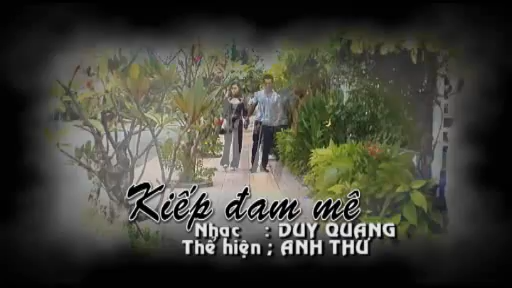 Kiếp đam mê
Nhạc : DUY QUANG
Thể hiện ; ANH THƯ